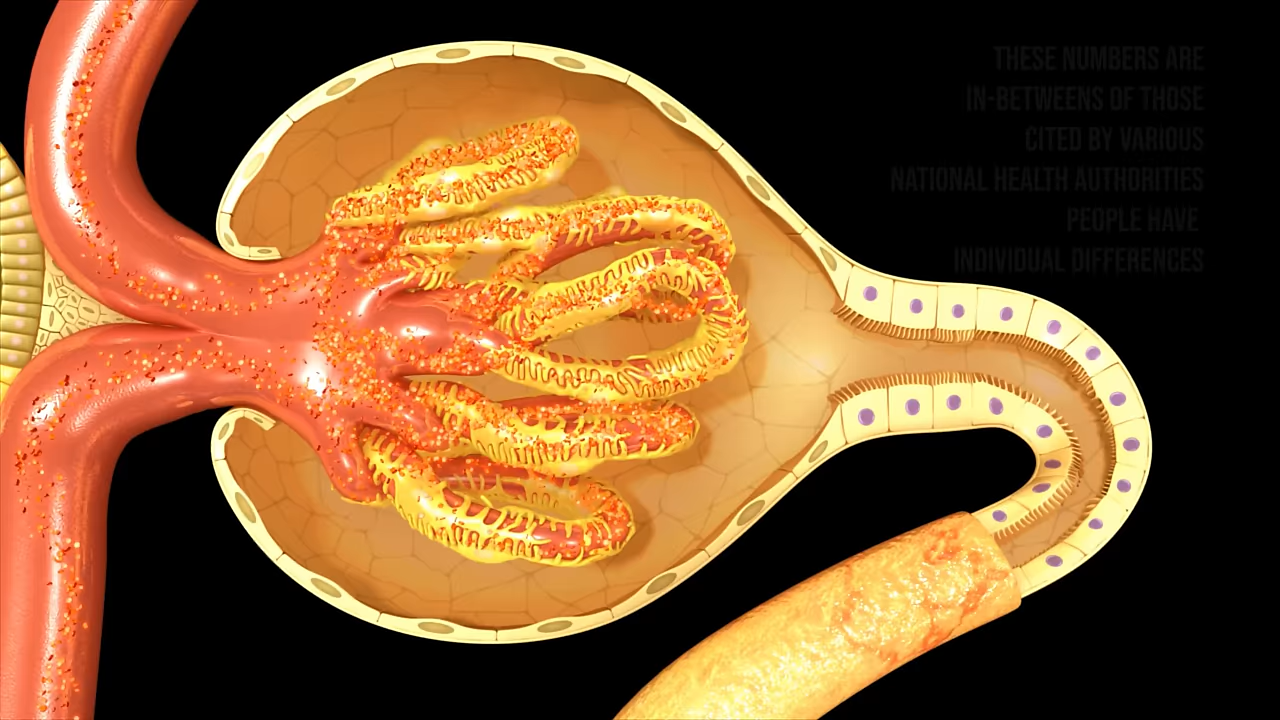 THESE NUMBERS ARE
IN-BETWEENS OF THOSE
CITED BY VARIOUS
NATIONAL HEALTH AUTHORITIES
PEOPLE HAVE
INDIVIDUAL DIFFERENCES